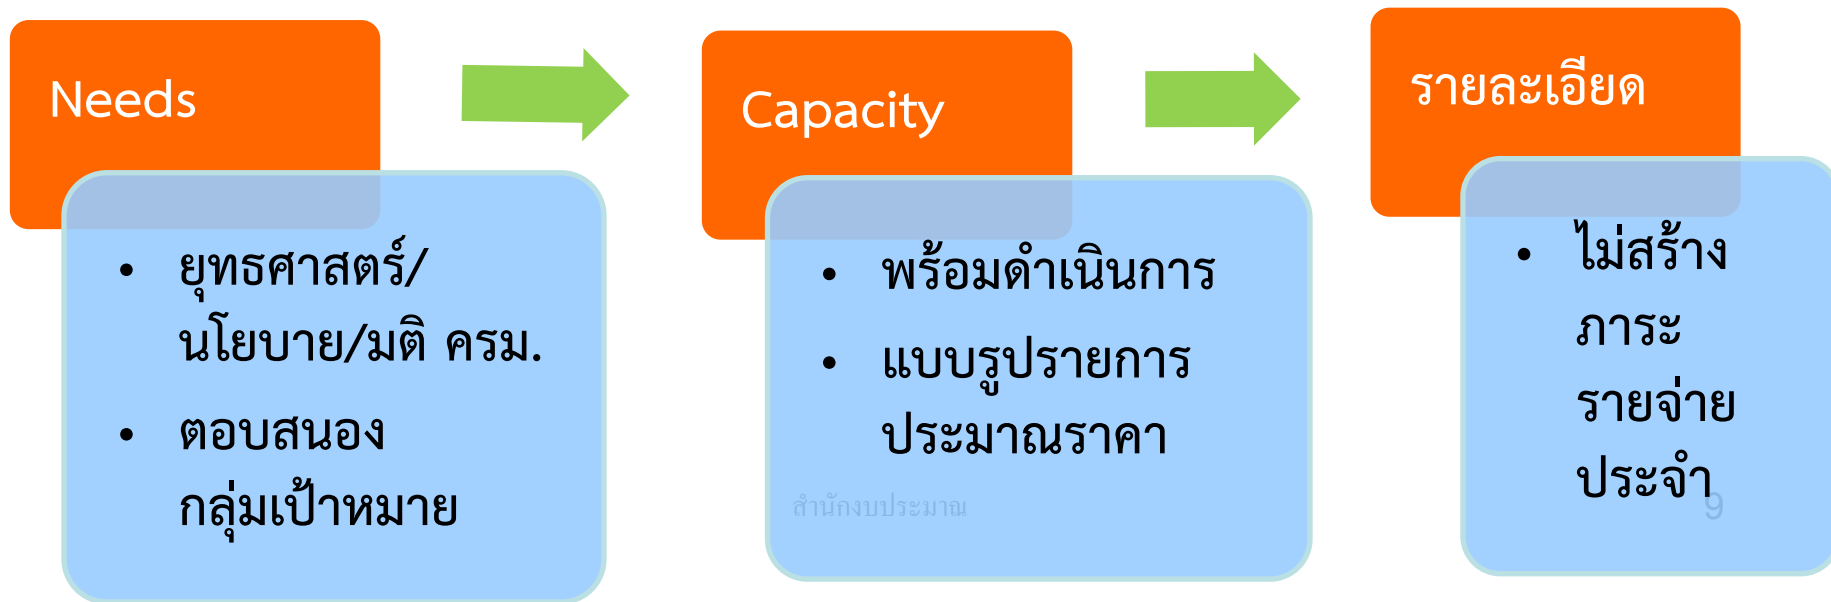 Needs
• ยุทธศาสตร์/
นโยบาย/มติ ครม.
• ตอบสนอง
กลุ่มเป้าหมาย
Capacity
• พร้อมดำเนินการ
• แบบรูปรายการ
ประมาณราคา
สำนักงบประมาณ
รายละเอียด
• ไม่สร้าง
ภาระ
รายจ่าย
ประจำ
9